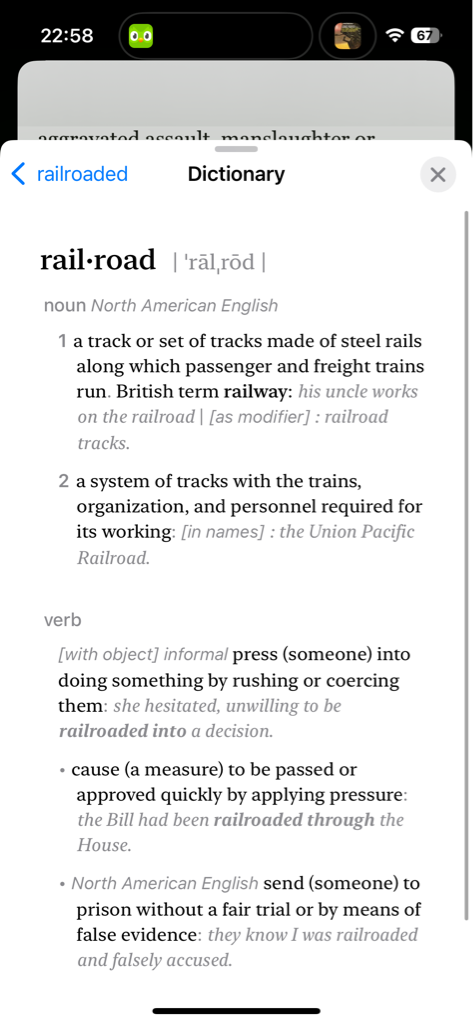 22:58
67
aggravated assault, manslaughter or
railroaded
Dictionary
rail·road | ˈrālˌrōd |
noun North American English
1 a track or set of tracks made of steel rails
along which passenger and freight trains
run. British term railway: his uncle works
on the railroad | [as modifier] : railroad
tracks.
2 a system of tracks with the trains,
organization, and personnel required for
its working: [in names] : the Union Pacific
Railroad.
verb
[with object] informal press (someone) into
doing something by rushing or coercing
them: she hesitated, unwilling to be
railroaded into a decision.
• cause (a measure) to be passed or
approved quickly by applying pressure:
the Bill had been railroaded through the
House.
• North American English send (someone) to
prison without a fair trial or by means of
false evidence: they know I was railroaded
and falsely accused.